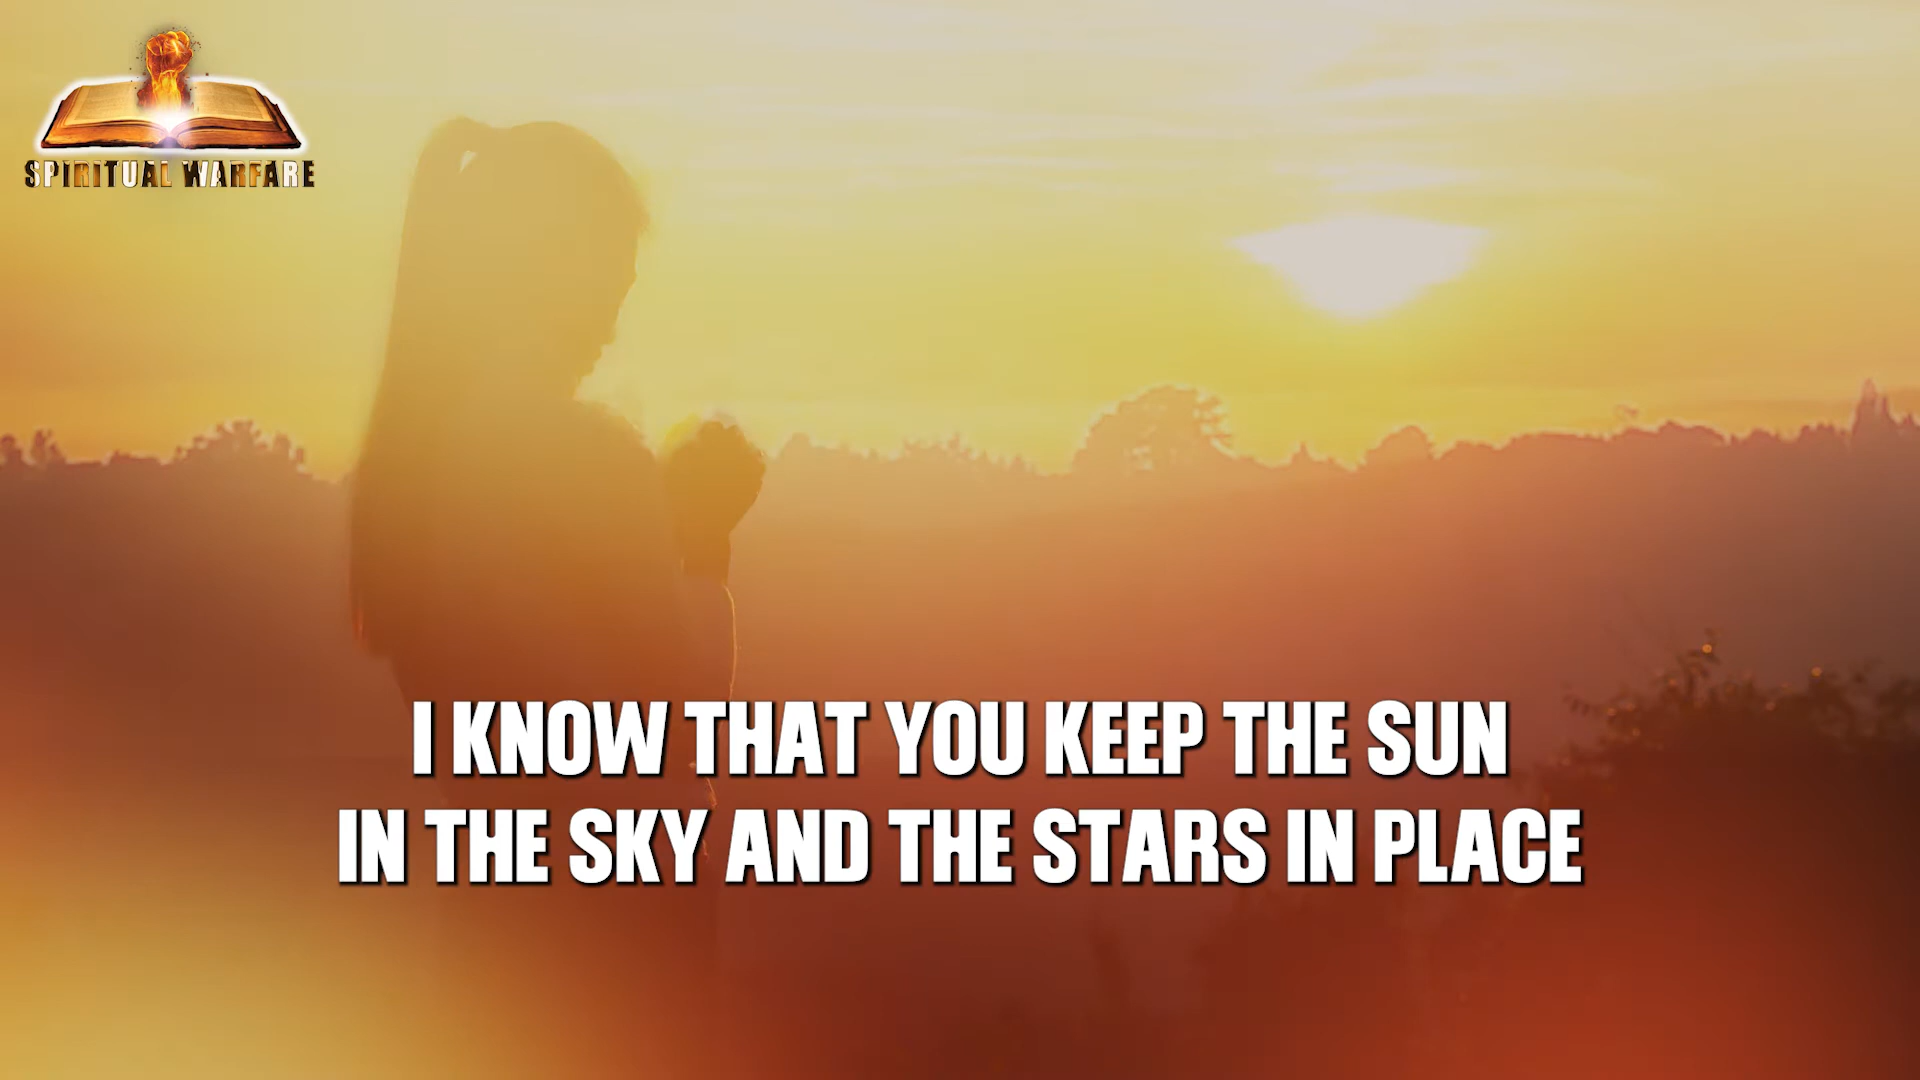 SPIRITUAL WARFARE
I KNOW THAT YOU KEEP THE SUN
IN THE SKY AND THE STARS IN PLACE